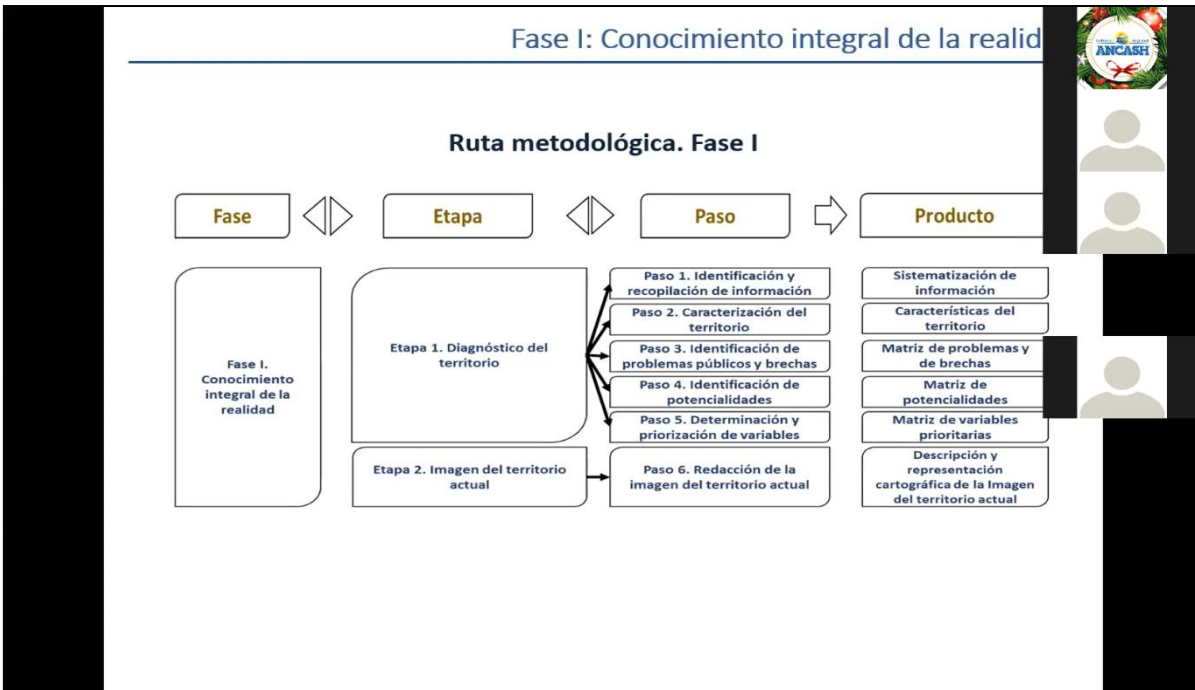 Fase I: Conocimiento integral de la realid
ANCASH
Ruta metodológica. Fase I
Fase
Etapa
Paso
Producto
Fase I.
Conocimiento
integral de la
realidad
Etapa 1. Diagnóstico del
territorio
Paso 1. Identificación y
recopilación de información
Sistematización de
información
Paso 2. Caracterización del
territorio
Características del
territorio
Paso 3. Identificación de
problemas públicos y brechas
Matriz de problemas y
de brechas
Paso 4. Identificación de
potencialidades
Matriz de
potencialidades
Paso 5. Determinación y
priorización de variables
Matriz de variables
prioritarias
Etapa 2. Imagen del territorio
actual
Paso 6. Redacción de la
imagen del territorio actual
Descripción y
representación
cartográfica de la Imagen
del territorio actual